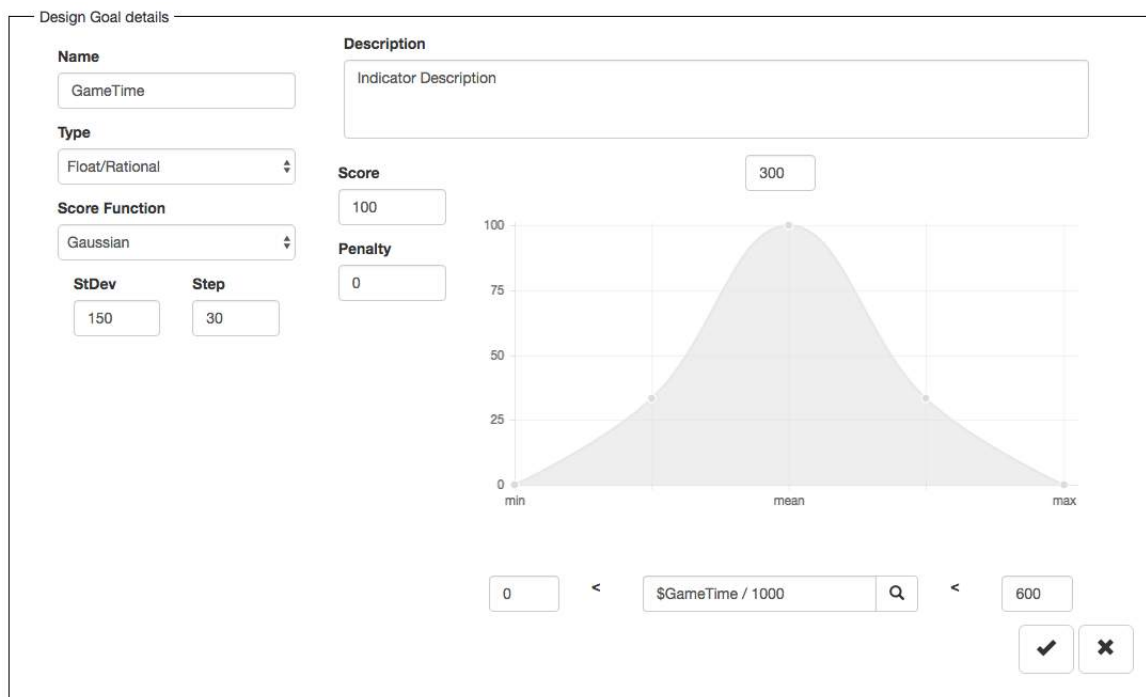 Design Goal details
Name
GameTime
Description
Indicator Description
Type
Float/Rational
Score Function
Gaussian
StDev Step
150 30
Score
100
Penalty
0
300
100
75
50
25
0
min mean max
0 < $GameTime / 1000 < 600